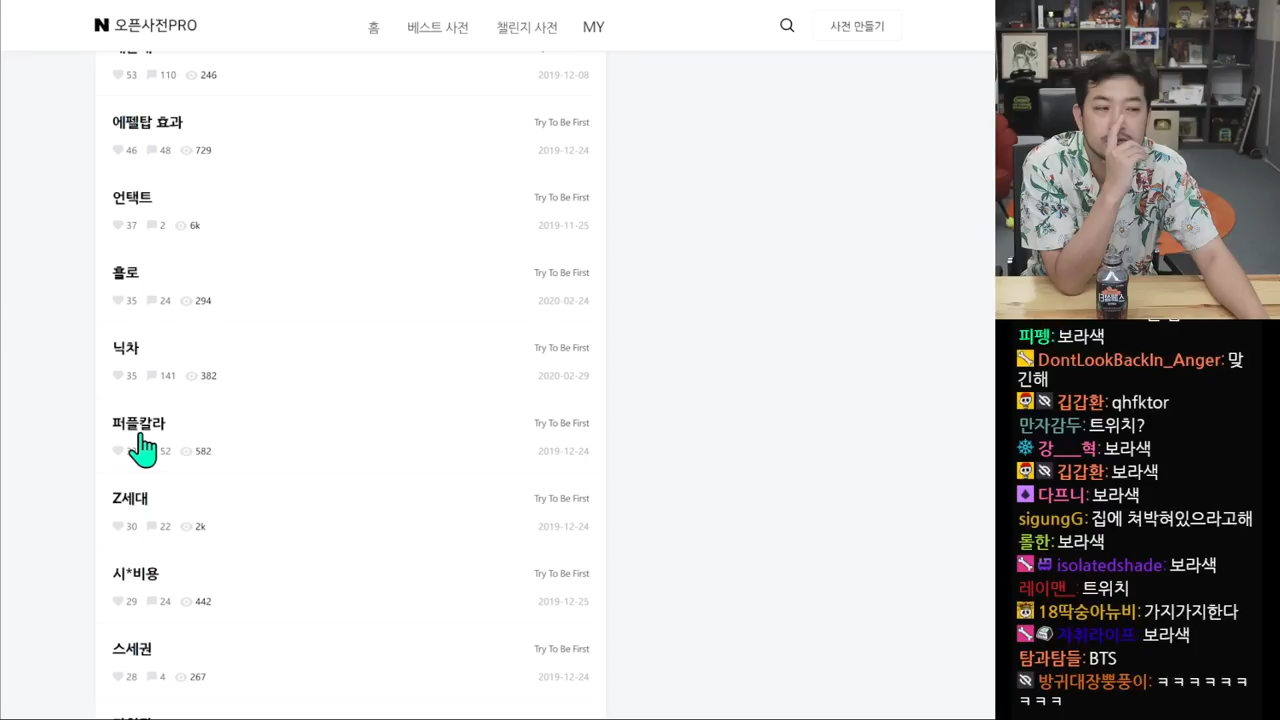 N 오픈사전PRO
홈
베스트 사전
챌린지 사전
MY
사전 만들기
53 110 246
2019-12-08
에펠탑 효과
Try To Be First
46 48 729
2019-12-24
언택트
Try To Be First
37 2 6k
2019-11-25
횰로
Try To Be First
35 24 294
2020-02-24
닉차
Try To Be First
35 141 382
2020-02-29
퍼플칼라
Try To Be First
52 582
2019-12-24
Z세대
Try To Be First
30 22 2k
2019-12-24
시*비용
Try To Be First
29 24 442
2019-12-25
스세권
Try To Be First
28 4 267
2019-12-24
피펭: 보라색
DontLookBackIn_Anger: 맞
긴해
김갑환: qhfktor
만자감두: 트위치?
강___혁: 보라색
김갑환: 보라색
다프니: 보라색
sigungG: 집에 쳐박혀있으라고해
롤한: 보라색
isolatedshade: 보라색
레이맨_: 트위치
18딱숭아뉴비: 가지가지한다
자취라이프: 보라색
탐과탐들: BTS
방귀대장뿡풍이: ㅋㅋㅋㅋㅋㅋ
ㅋㅋㅋ